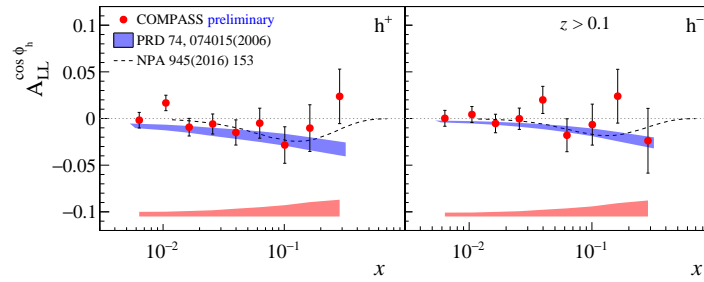 COMPASS preliminary
PRD 74, 074015(2006)
NPA 945(2016) 153
h⁺
z > 0.1
h⁻
A_LL^{cos ϕ_h}
0.1
0.05
0
−0.05
−0.1
10⁻² 10⁻¹ x
10⁻² 10⁻¹ x